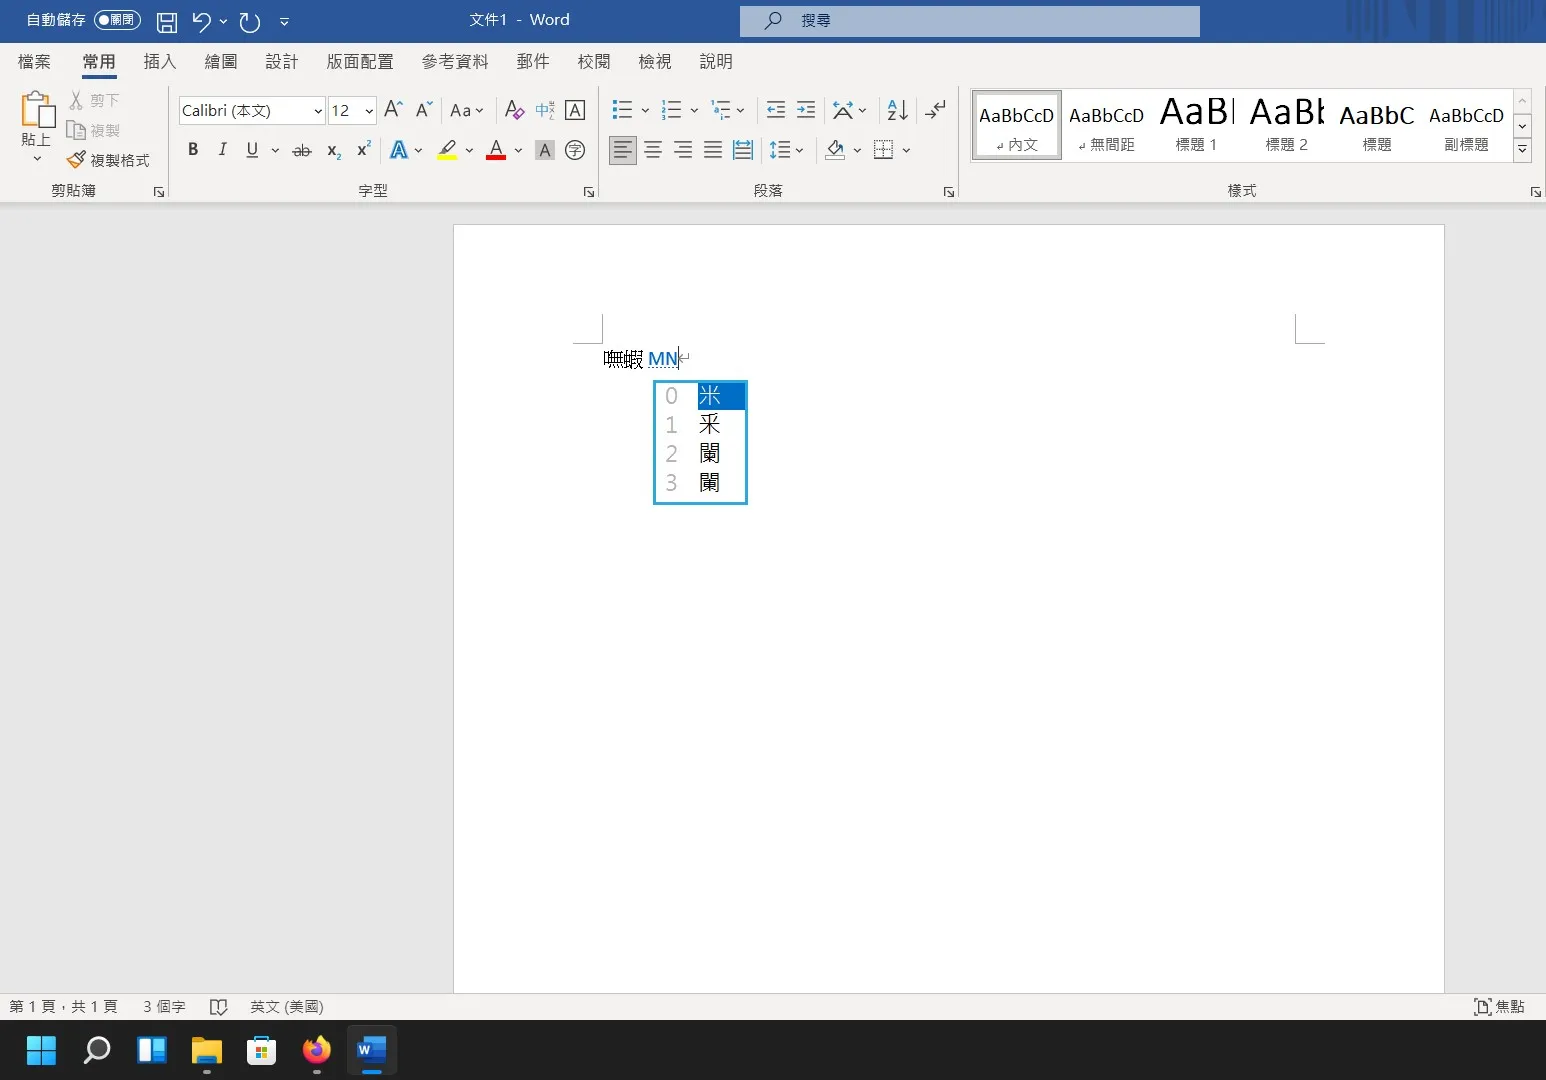 自動儲存 關閉 文件1 - Word 搜尋
檔案 常用 插入 繪圖 設計 版面配置 參考資料 郵件 校閱 檢視 說明
貼上
剪下
複製
複製格式
剪貼簿
Calibri (本文) 12
字型
段落
AaBbCcD AaBbCcD AaBl AaBb AaBbC AaBbCcD
內文 無間距 標題 1 標題 2 標題 副標題
樣式
嘸蝦 MN
0 米
1 釆
2 闌
第 1 頁，共 1 頁 3 個字 英文 (美國) 焦點